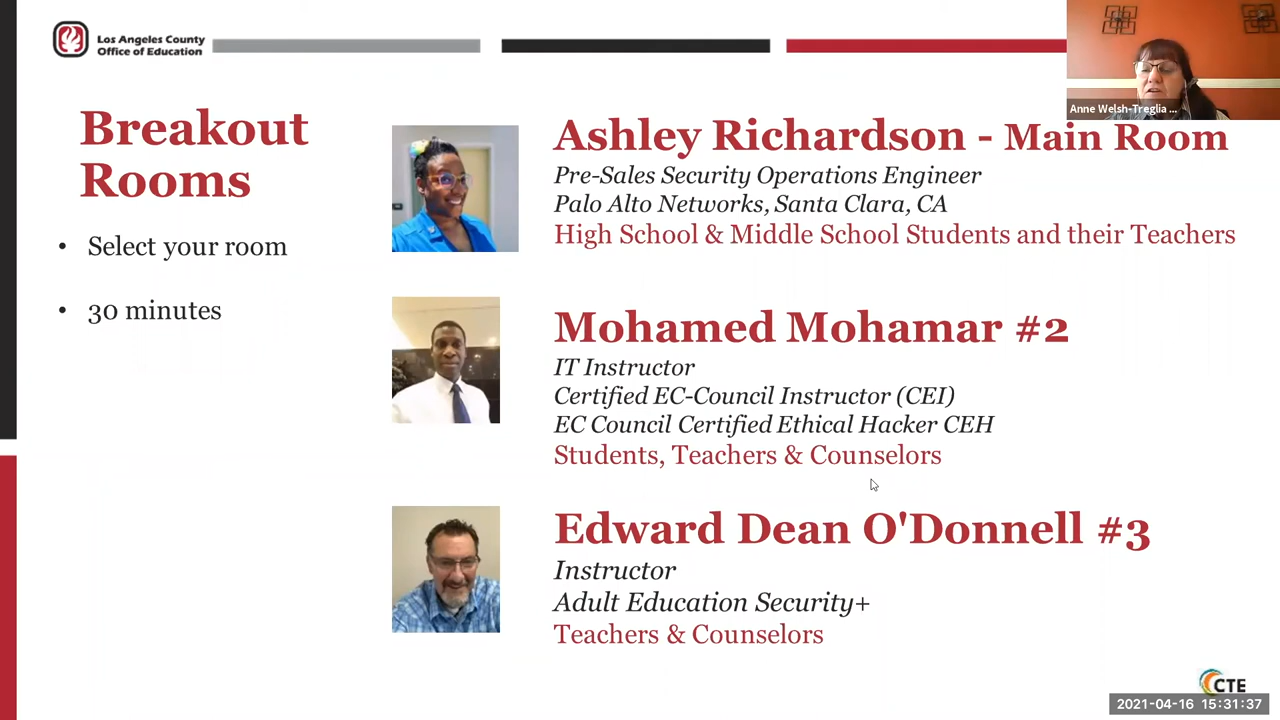 Los Angeles County
Office of Education
Anne Welsh-Treglia ...
Breakout
Rooms
• Select your room
• 30 minutes
Ashley Richardson - Main Room
Pre-Sales Security Operations Engineer
Palo Alto Networks, Santa Clara, CA
High School & Middle School Students and their Teachers
Mohamed Mohamar #2
IT Instructor
Certified EC-Council Instructor (CEI)
EC Council Certified Ethical Hacker CEH
Students, Teachers & Counselors
Edward Dean O'Donnell #3
Instructor
Adult Education Security+
Teachers & Counselors
CTE
2021-04-16 15:31:37